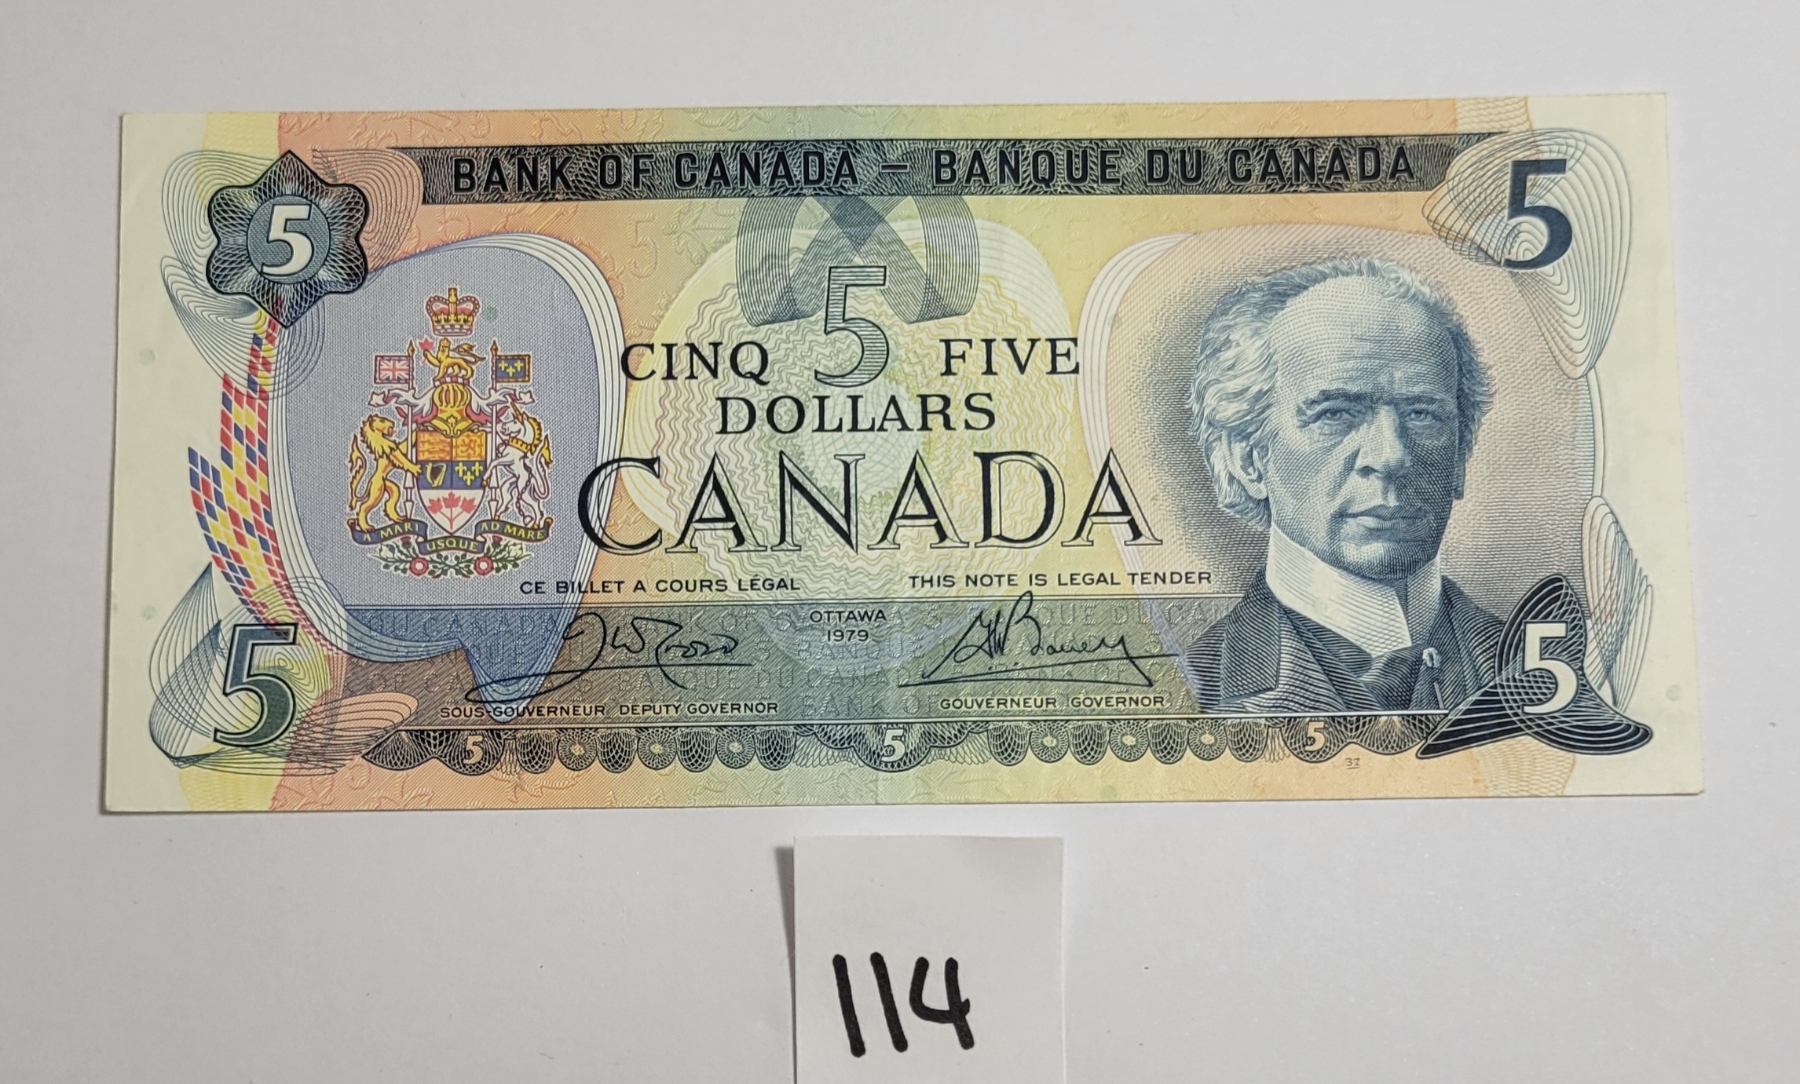 BANK OF CANADA – BANQUE DU CANADA
5
5
5
CINQ FIVE
DOLLARS
CANADA
A MARI USQUE AD MARE
CE BILLET A COURS LÉGAL
THIS NOTE IS LEGAL TENDER
OTTAWA
1979
SOUS-GOUVERNEUR DEPUTY GOVERNOR
GOUVERNEUR GOVERNOR
5
5
5
5
5
37
114